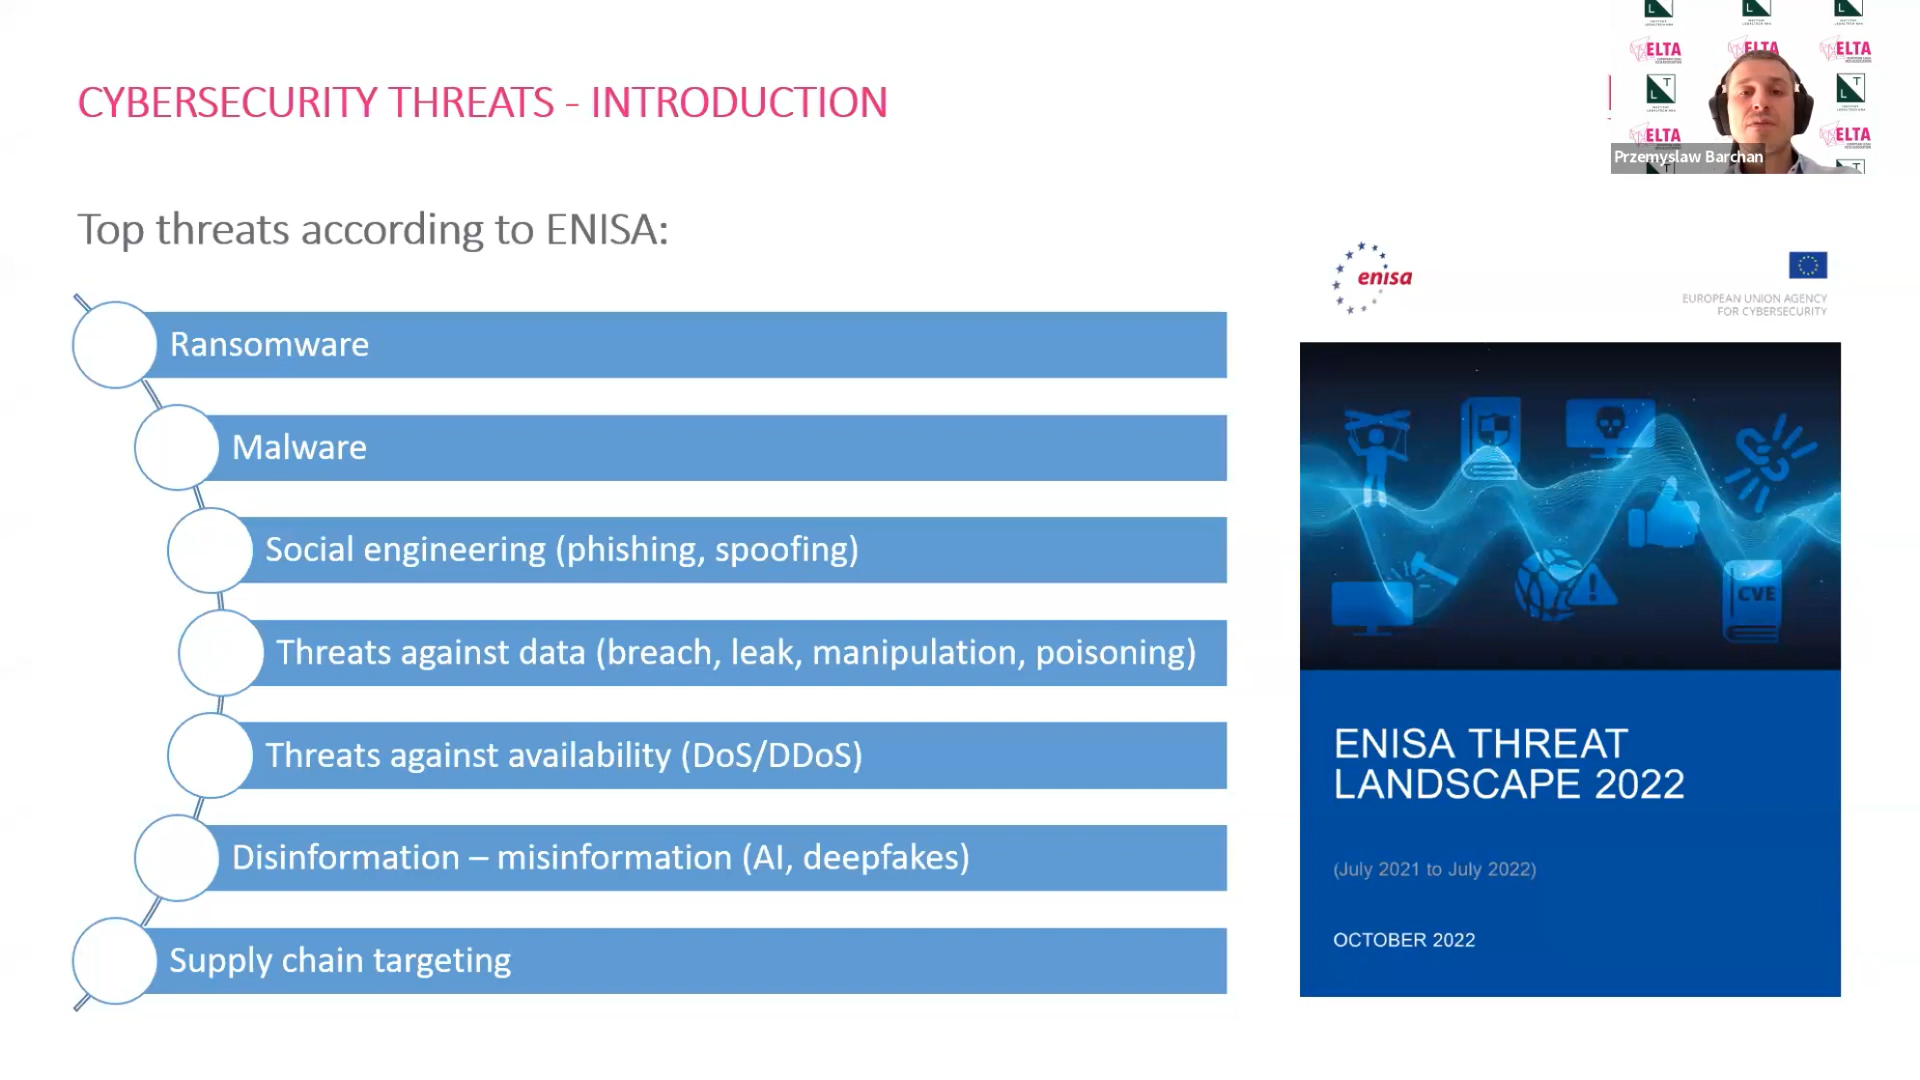 CYBERSECURITY THREATS - INTRODUCTION
ELTA
ELTA
ELTA
L
T
L
T
ELTA
ELTA
Przemyslaw Barchan
Top threats according to ENISA:
Ransomware
Malware
Social engineering (phishing, spoofing)
Threats against data (breach, leak, manipulation, poisoning)
Threats against availability (DoS/DDoS)
Disinformation – misinformation (AI, deepfakes)
Supply chain targeting
enisa
EUROPEAN UNION AGENCY
FOR CYBERSECURITY
CVE
ENISA THREAT
LANDSCAPE 2022
(July 2021 to July 2022)
OCTOBER 2022